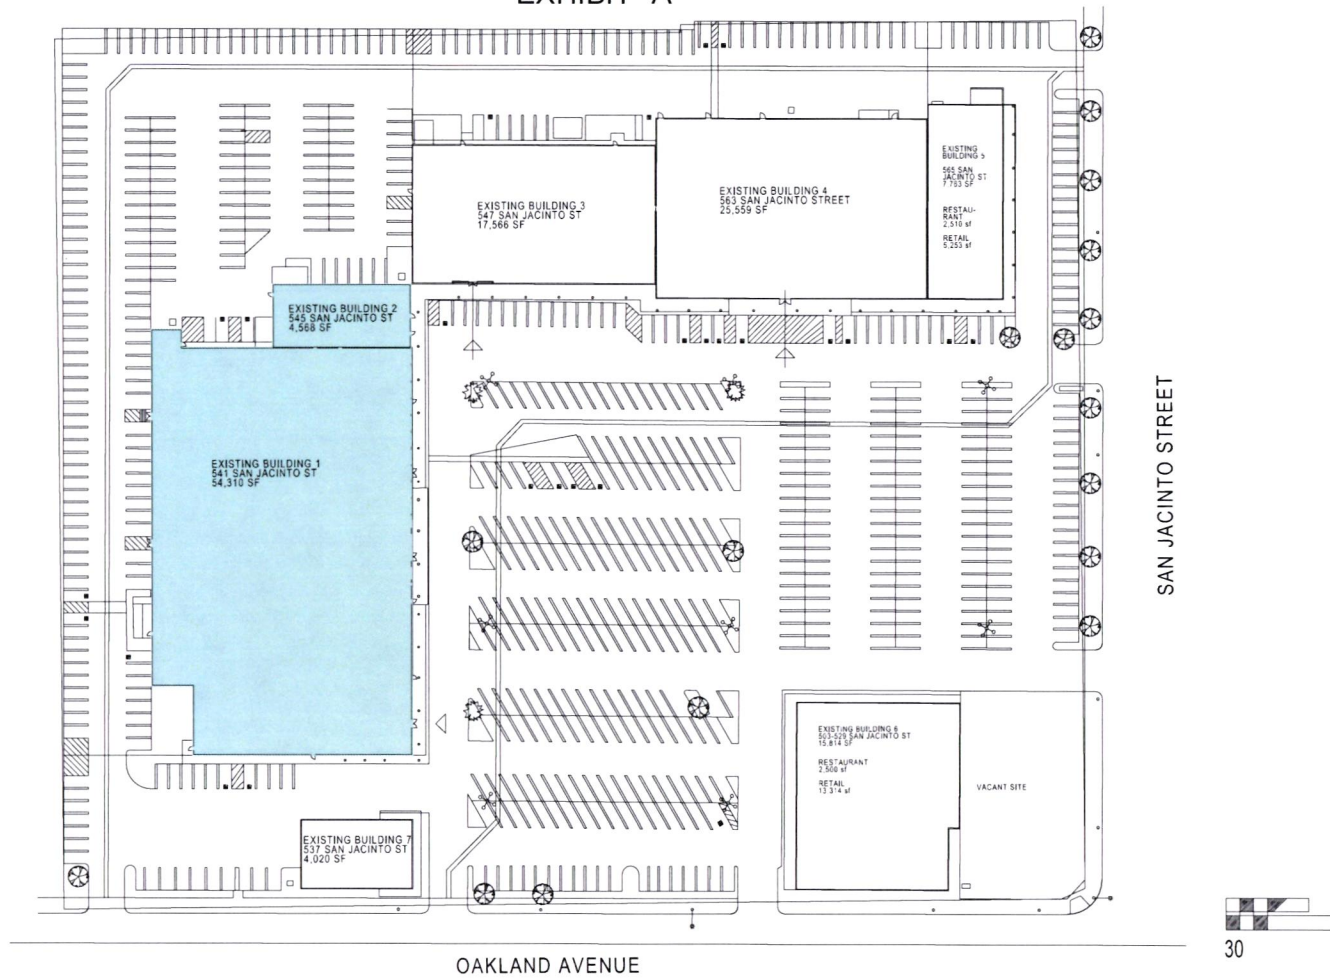 EXHIBIT "A"
EXISTING BUILDING 3
547 SAN JACINTO ST
17,566 SF
EXISTING BUILDING 4
563 SAN JACINTO STREET
25,559 SF
EXISTING
BUILDING 5
565 SAN
JACINTO ST
7 763 SF
RESTAU-
RANT
2,510 sf
RETAIL
5,253 sf
EXISTING BUILDING 2
545 SAN JACINTO ST
4,568 SF
EXISTING BUILDING 1
541 SAN JACINTO ST
54,310 SF
SAN JACINTO STREET
EXISTING BUILDING 6
503-529 SAN JACINTO ST
15,814 SF
RESTAURANT
2,500 sf
RETAIL
13 314 sf
VACANT SITE
EXISTING BUILDING 7
537 SAN JACINTO ST
4,020 SF
30
OAKLAND AVENUE